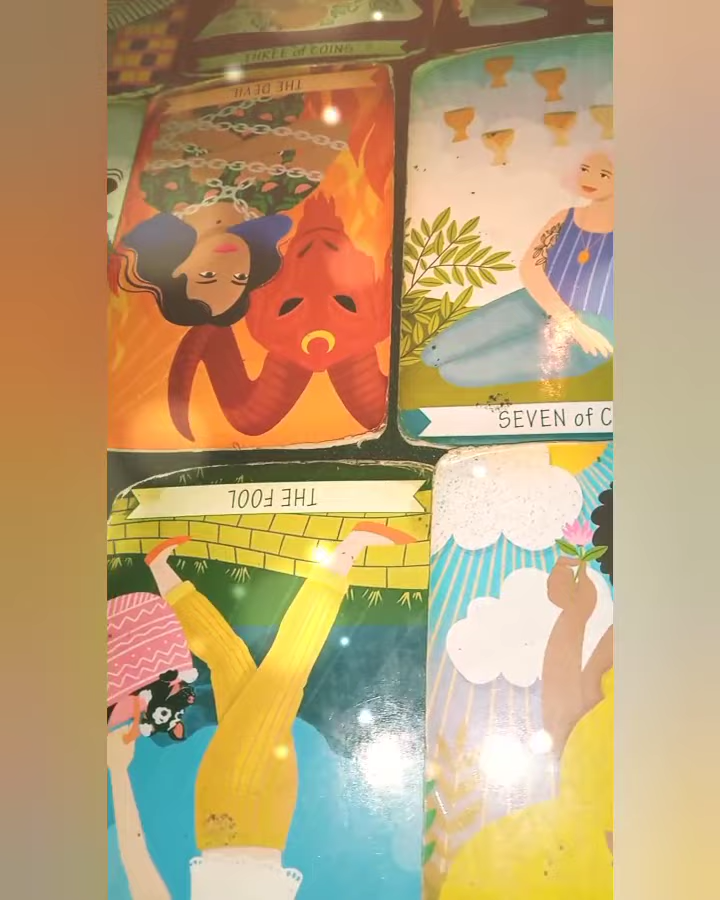 THREE of COINS
THE DEVIL
SEVEN of C
THE FOOL